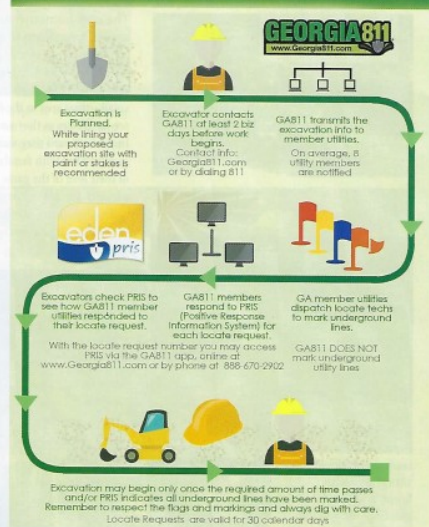 GEORGIA811
www.Georgia811.com
Excavation is
Planned.
While lining your
proposed
excavation site with
paint or stakes is
recommended
Excavator contacts
GA811 at least 2 biz
days before work
begins.
Contact info:
Georgia811.com
or by dialing 811
GA811 transmits the
excavation info to
member utilities.
On average, 8
utility members
are notified
eden
pris
Excavators check PRIS to
see how GA811 member
utilities responded to
their locate request.
GA811 members
respond to PRIS
(Positive Response
Information System) for
each locate request.
With the locate request number you may access
PRIS via the GA811 app, online at
www.Georgia811.com or by phone at 888-670-2902
GA member utilities
dispatch locate techs
to mark underground
lines.
GA811 DOES NOT
mark underground
utility lines
Excavation may begin only once the required amount of time passes
and/or PRIS indicates all underground lines have been marked.
Remember to respect the flags and markings and always dig with care.
Locate Requests are valid for 30 calendar days